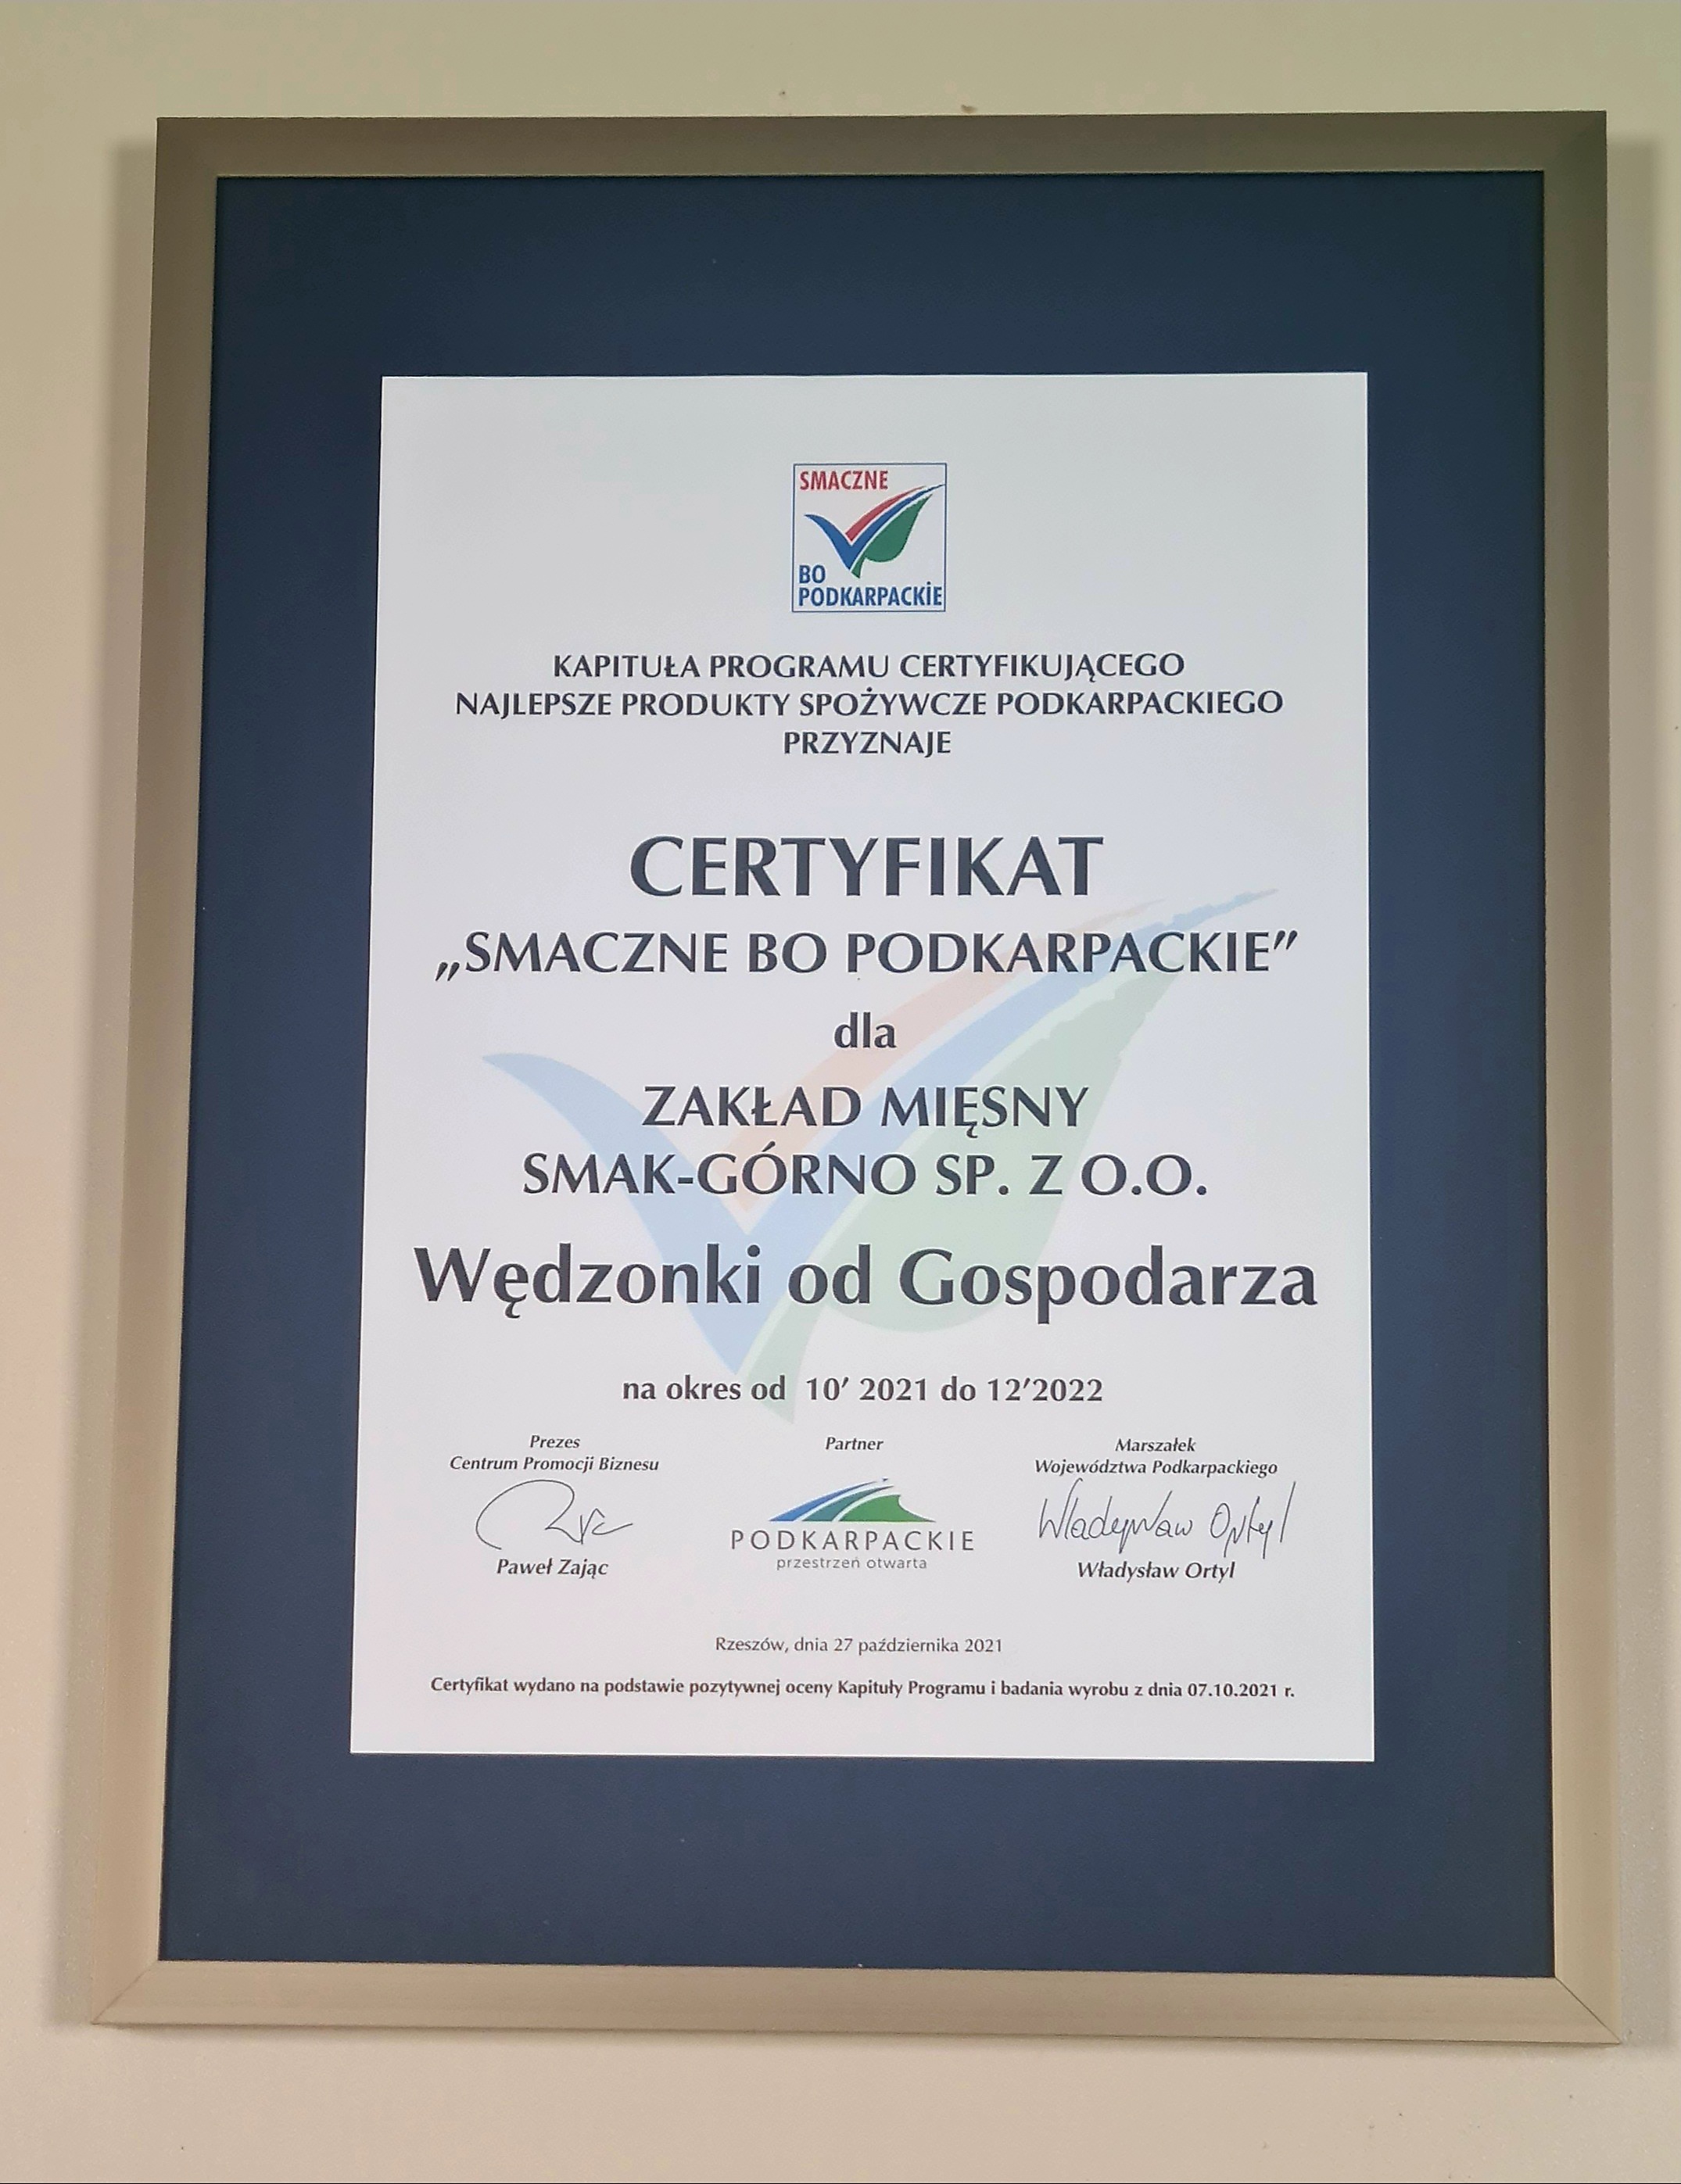 SMACZNE
BO
PODKARPACKiE
KAPITUŁA PROGRAMU CERTYFIKUJĄCEGO
NAJLEPSZE PRODUKTY SPOŻYWCZE PODKARPACKIEGO
PRZYZNAJE
CERTYFIKAT
„SMACZNE BO PODKARPACKIE”
dla
ZAKŁAD MIĘSNY
SMAK-GÓRNO SP. Z O.O.
Wędzonki od Gospodarza
na okres od 10’ 2021 do 12’2022
Prezes
Centrum Promocji Biznesu
Paweł Zając
Partner
PODKARPACKIE
przestrzeń otwarta
Marszałek
Województwa Podkarpackiego
Władysław Ortyl
Władysław Ortyl
Rzeszów, dnia 27 października 2021
Certyfikat wydano na podstawie pozytywnej oceny Kapituły Programu i badania wyrobu z dnia 07.10.2021 r.